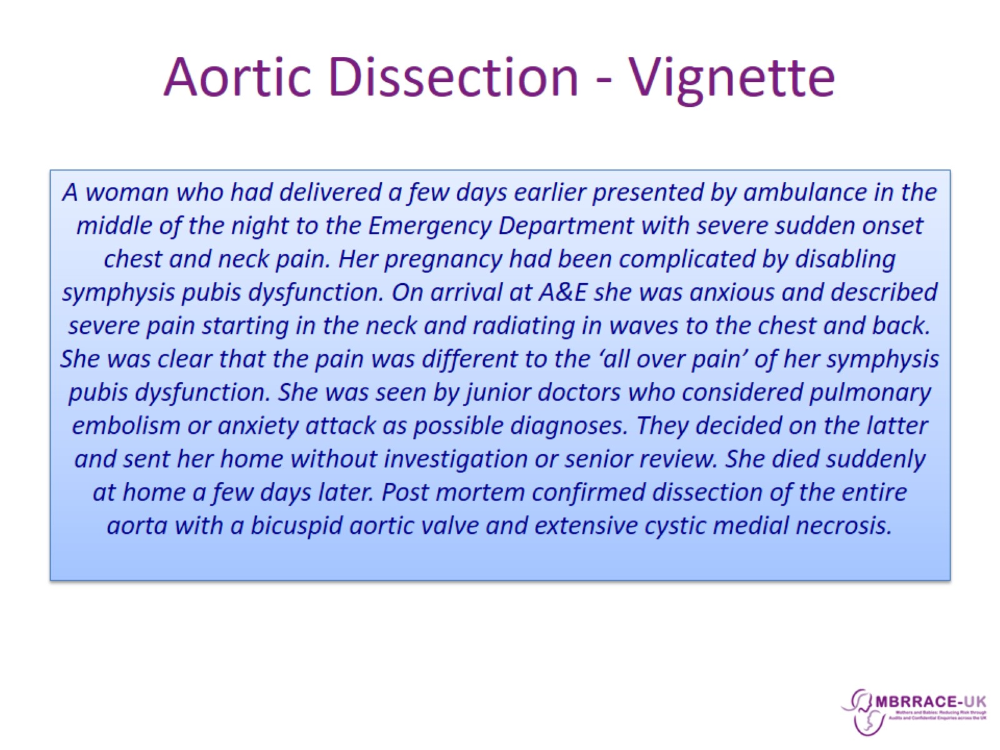 Aortic Dissection - Vignette
A woman who had delivered a few days earlier presented by ambulance in the
middle of the night to the Emergency Department with severe sudden onset
chest and neck pain. Her pregnancy had been complicated by disabling
symphysis pubis dysfunction. On arrival at A&E she was anxious and described
severe pain starting in the neck and radiating in waves to the chest and back.
She was clear that the pain was different to the ‘all over pain’ of her symphysis
pubis dysfunction. She was seen by junior doctors who considered pulmonary
embolism or anxiety attack as possible diagnoses. They decided on the latter
and sent her home without investigation or senior review. She died suddenly
at home a few days later. Post mortem confirmed dissection of the entire
aorta with a bicuspid aortic valve and extensive cystic medial necrosis.
MBRRACE-UK
Mothers and Babies: Reducing Risk through
Audits and Confidential Enquiries across the UK